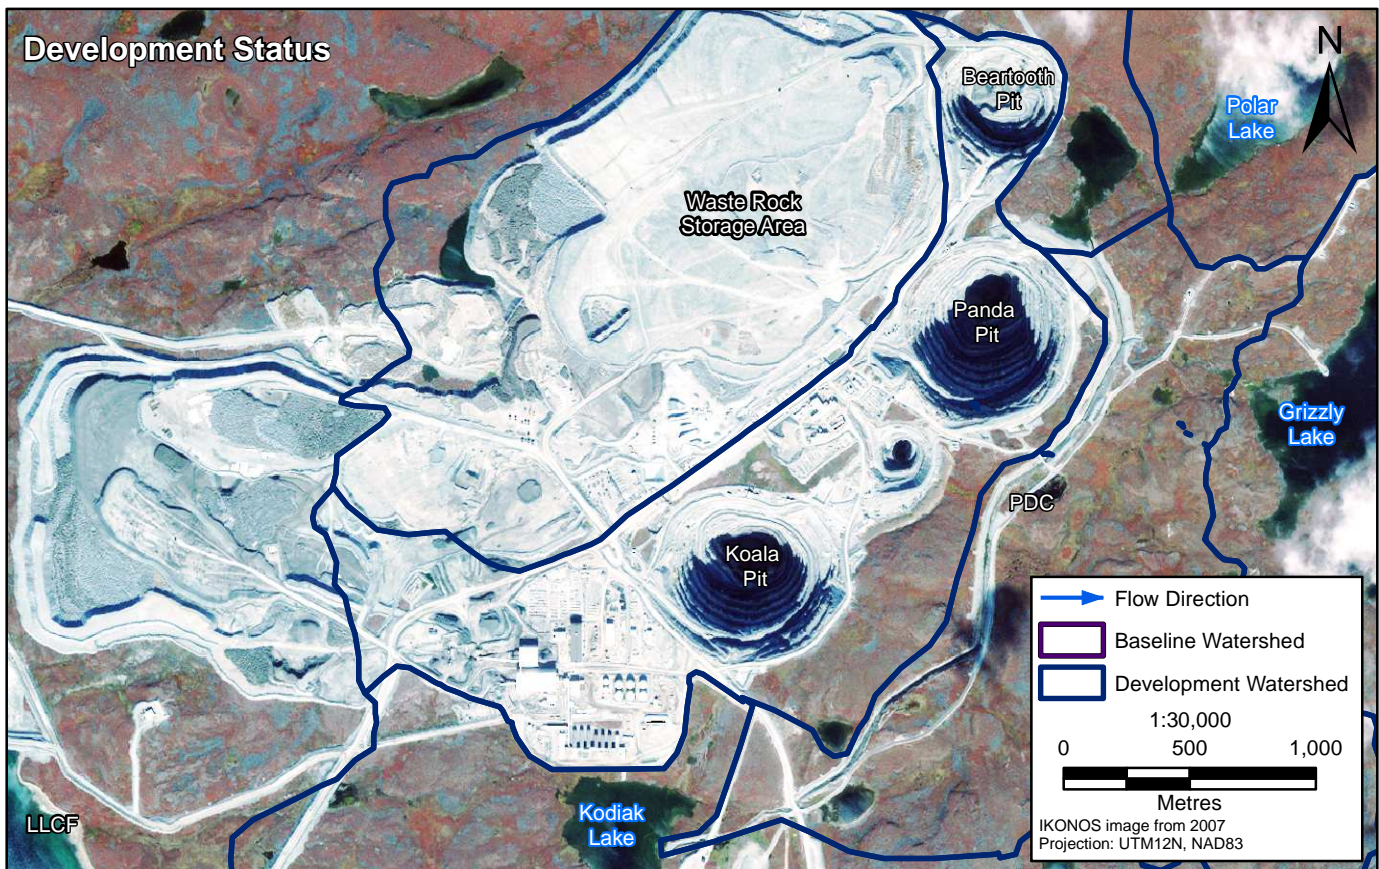 Development Status
N
Beartooth
Pit
Polar
Lake
Waste Rock
Storage Area
Panda
Pit
Grizzly
Lake
PDC
Koala
Pit
Kodiak
Lake
LLCF
Flow Direction
Baseline Watershed
Development Watershed
1:30,000
0 500 1,000
Metres
IKONOS image from 2007
Projection: UTM12N, NAD83